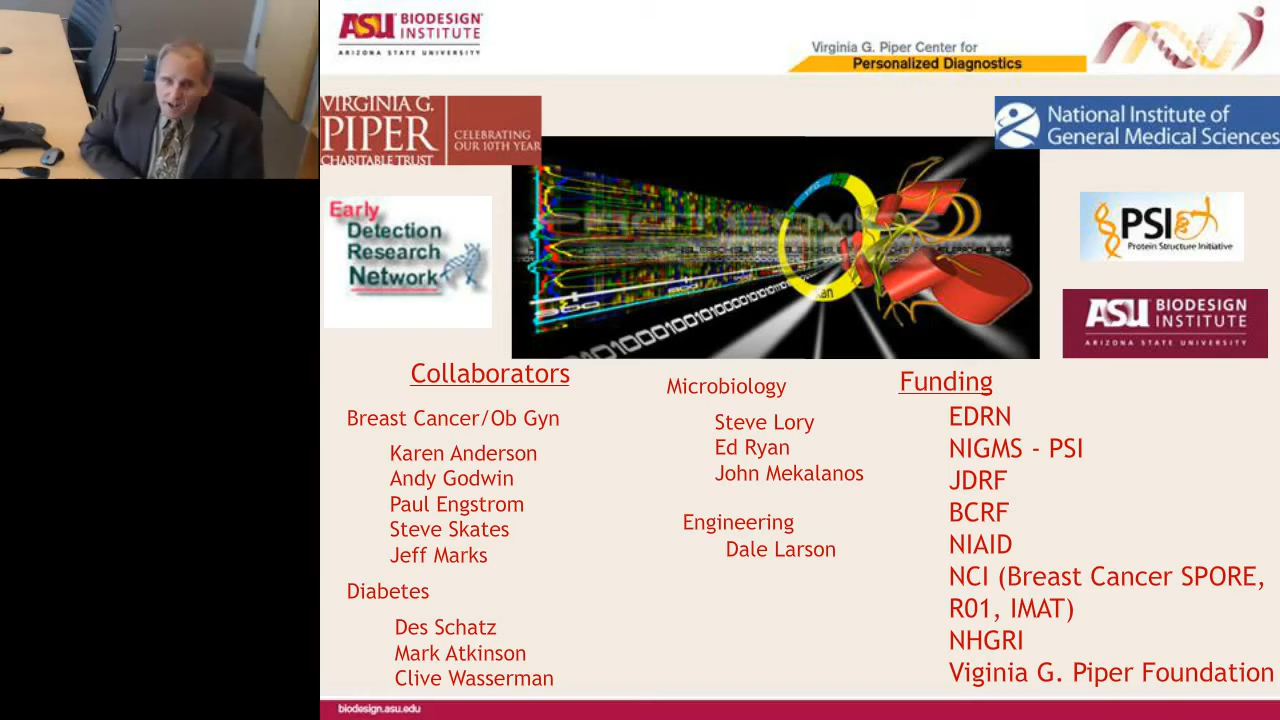 ASU BIODESIGN INSTITUTE
ARIZONA STATE UNIVERSITY
Virginia G. Piper Center for
Personalized Diagnostics
VIRGINIA G.
PIPER
CHARITABLE TRUST
CELEBRATING
OUR 10TH YEAR
National Institute of
General Medical Sciences
Early
Detection
Research
Network
PSI
Protein Structure Initiative
ASU BIODESIGN INSTITUTE
ARIZONA STATE UNIVERSITY
Collaborators
Breast Cancer/Ob Gyn
Karen Anderson
Andy Godwin
Paul Engstrom
Steve Skates
Jeff Marks
Diabetes
Des Schatz
Mark Atkinson
Clive Wasserman
Microbiology
Steve Lory
Ed Ryan
John Mekalanos
Engineering
Dale Larson
Funding
EDRN
NIGMS - PSI
JDRF
BCRF
NIAID
NCI (Breast Cancer SPORE,
R01, IMAT)
NHGRI
Viginia G. Piper Foundation
biodesign.asu.edu